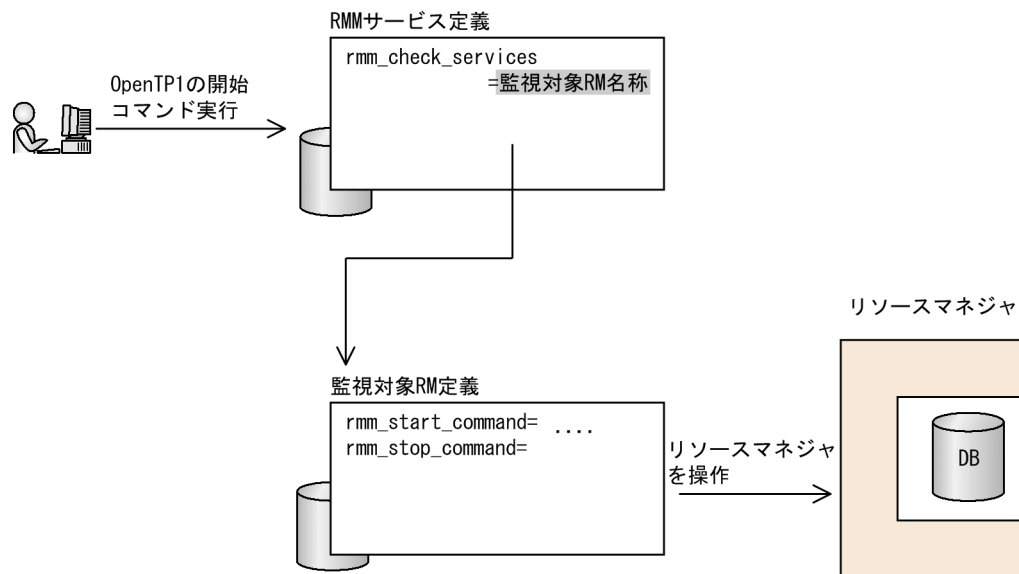 RMMサービス定義
rmm_check_services
=監視対象RM名称
OpenTP1の開始
コマンド実行
リソースマネジャ
監視対象RM定義
rmm_start_command= ....
rmm_stop_command=
リソースマネジャ
を操作
DB